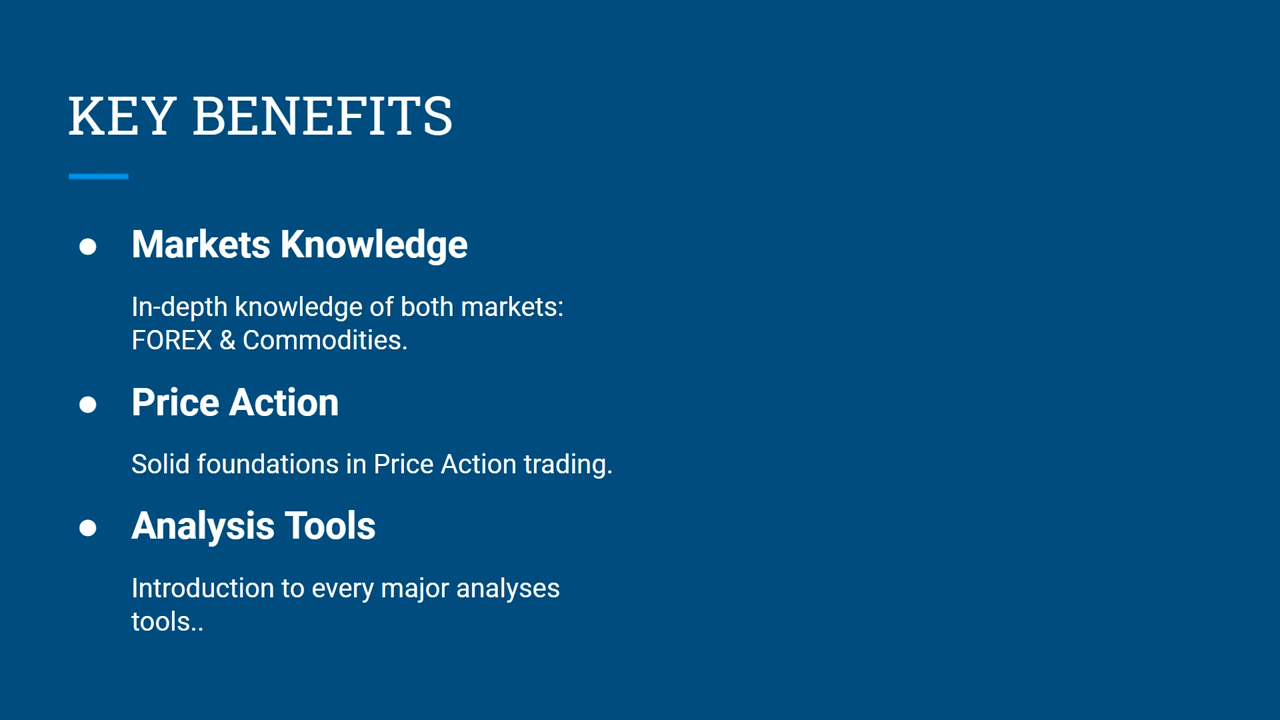 KEY BENEFITS
● Markets Knowledge
In-depth knowledge of both markets:
FOREX & Commodities.
● Price Action
Solid foundations in Price Action trading.
● Analysis Tools
Introduction to every major analyses
tools..